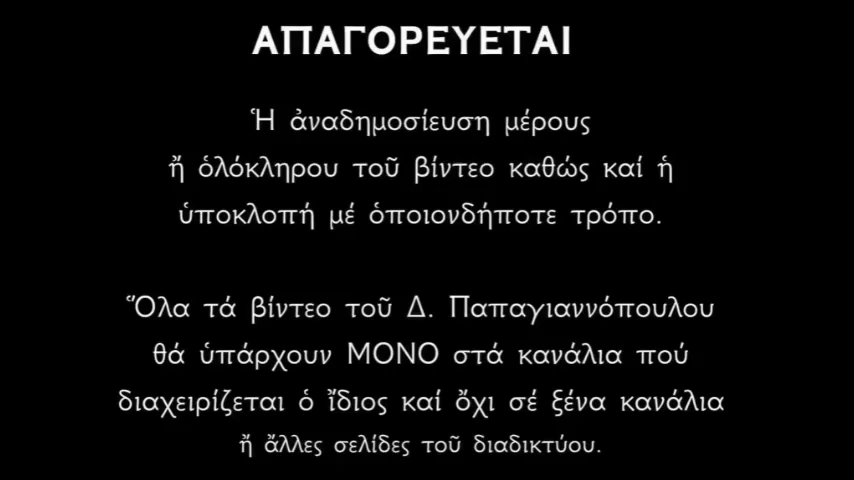 ΑΠΑΓΟΡΕΥΕΤΑΙ
Ἡ ἀναδημοσίευση μέρους
ἤ ὁλόκληρου τοῦ βίντεο καθώς καί ἡ
ὑποκλοπή μέ ὁποιονδήποτε τρόπο.
Ὅλα τά βίντεο τοῦ Δ. Παπαγιαννόπουλου
θά ὑπάρχουν ΜΟΝΟ στά κανάλια πού
διαχειρίζεται ὁ ἴδιος καί ὄχι σέ ξένα κανάλια
ἤ ἄλλες σελίδες τοῦ διαδικτύου.